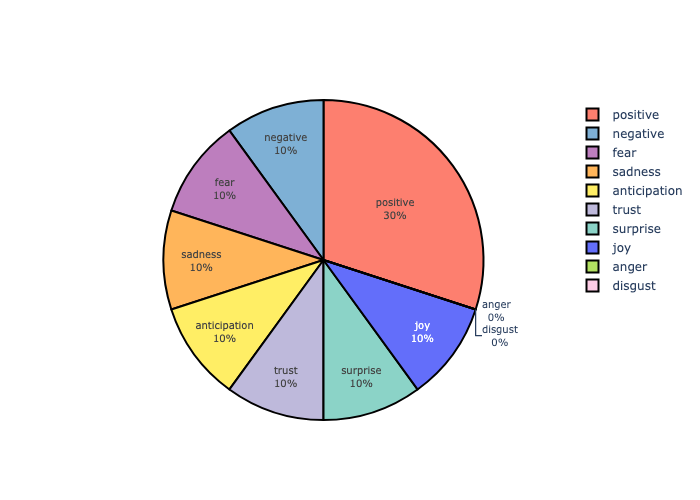 negative
10%
positive
30%
fear
10%
sadness
10%
anticipation
10%
trust
10%
surprise
10%
joy
10%
anger
0%
disgust
0%
positive
negative
fear
sadness
anticipation
trust
surprise
joy
anger
disgust